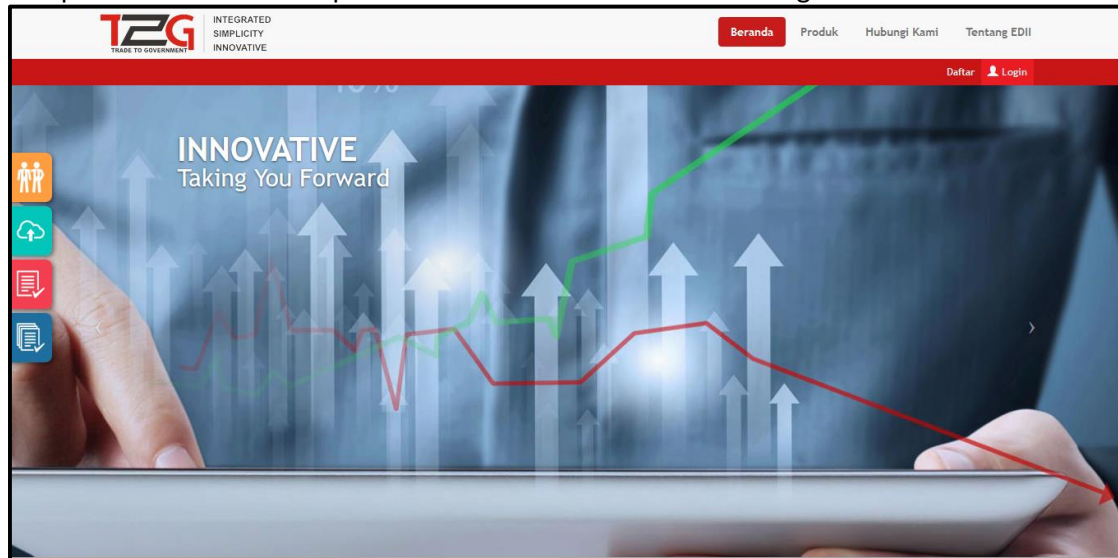 T2G
TRADE TO GOVERNMENT
INTEGRATED
SIMPLICITY
INNOVATIVE
Beranda Produk Hubungi Kami Tentang EDII
Daftar Login
INNOVATIVE
Taking You Forward